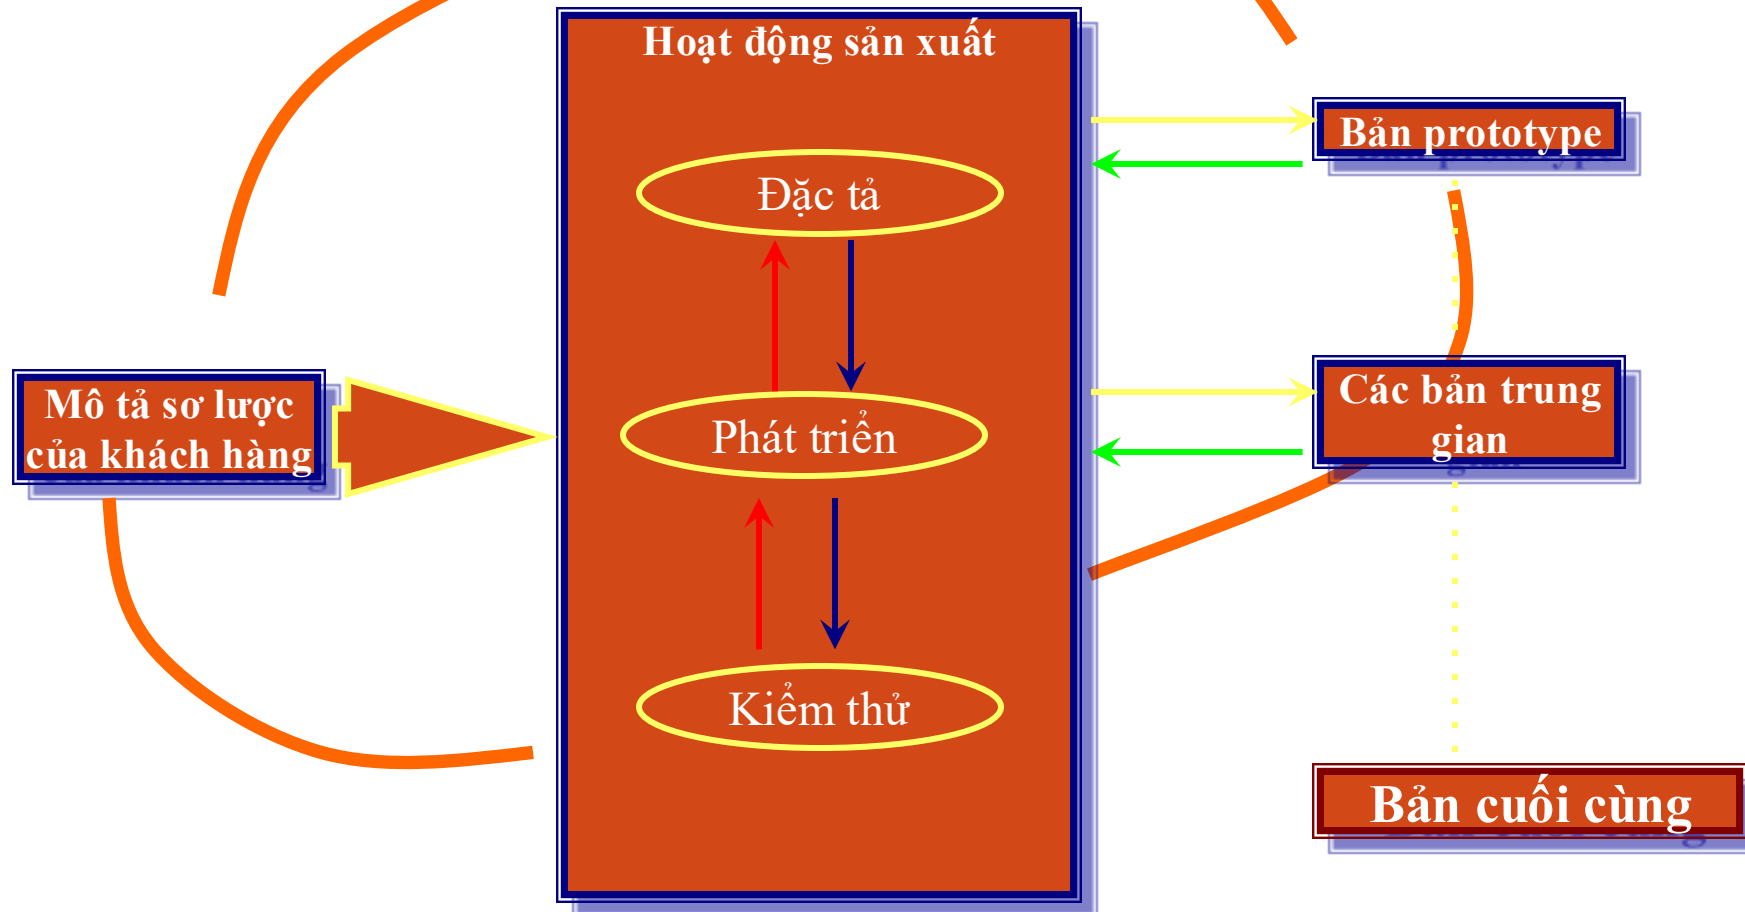 Hoạt động sản xuất
Bản prototype
Đặc tả
Mô tả sơ lược
của khách hàng
Phát triển
Các bản trung
gian
Kiểm thử
Bản cuối cùng